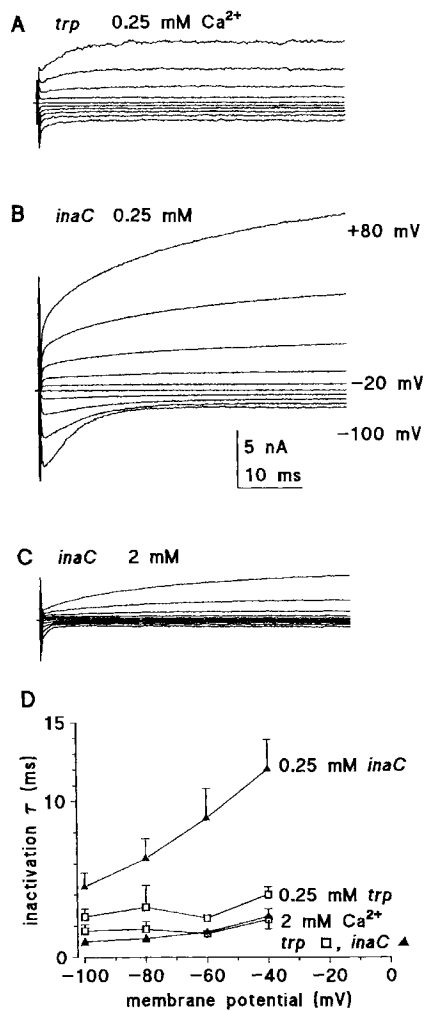 A trp 0.25 mM Ca²⁺
B inaC 0.25 mM
+80 mV
−20 mV
−100 mV
5 nA
10 ms
C inaC 2 mM
D
inactivation τ (ms)
15
10
0
0.25 mM inaC
0.25 mM trp
2 mM Ca²⁺
trp □, inaC ▲
−100 −80 −60 −40 −20 0
membrane potential (mV)